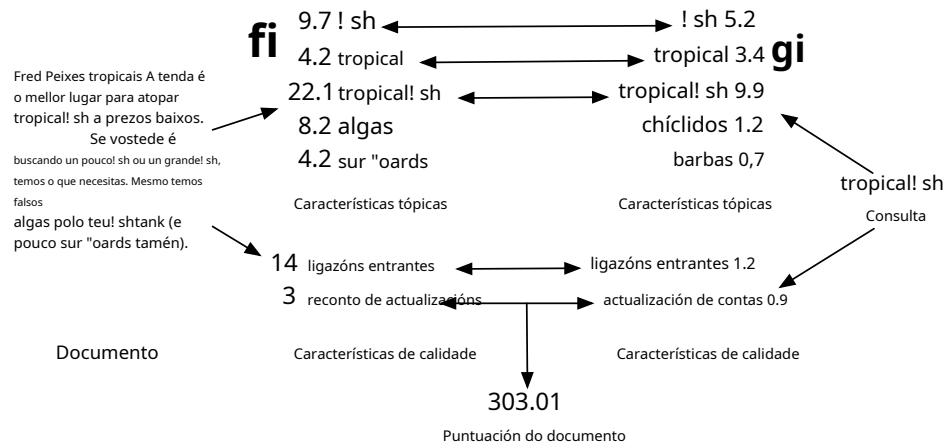 fi
9.7 ! sh
4.2 tropical
22.1 tropical! sh
8.2 algas
4.2 sur "oards
Características tópicas
! sh 5.2
tropical 3.4
gi
tropical! sh 9.9
chíclidos 1.2
barbas 0,7
Características tópicas
Fred Peixes tropicais A tenda é
o mellor lugar para atopar
tropical! sh a prezos baixos.
Se vostede é
buscando un pouco! sh ou un grande! sh,
temos o que necesitas. Mesmo temos
falsos
algas polo teu! shtank (e
pouco sur "oards tamén).
tropical! sh
Consulta
14 ligazóns entrantes
3 reconto de actualizacións
Características de calidade
ligazóns entrantes 1.2
actualización de contas 0.9
Características de calidade
Documento
303.01
Puntuación do documento